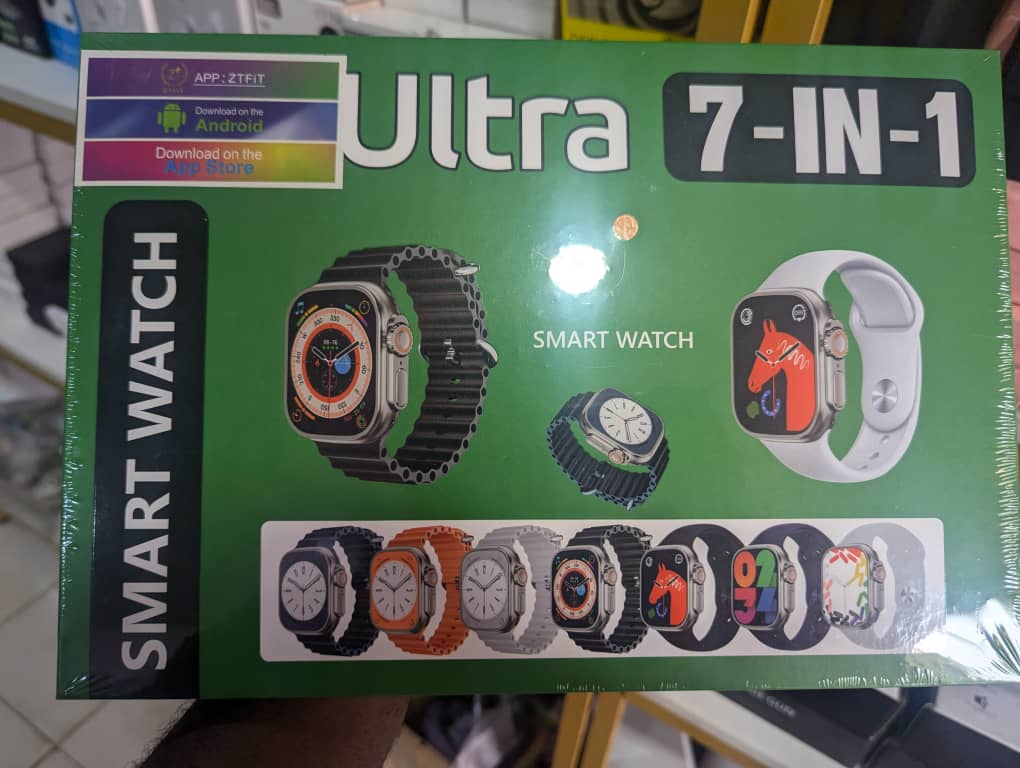 APP: ZTFIT
Download on the
Android
Download on the
App Store
Ultra
7-IN-1
SMART WATCH
SMART WATCH